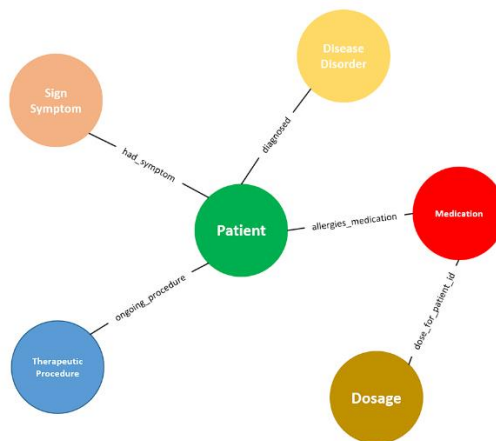 Disease
Disorder
Sign
Symptom
diagnosed
had_symptom
Patient
allergies_medication
Medication
ongoing_procedure
dose_for_patient_id
Therapeutic
Procedure
Dosage